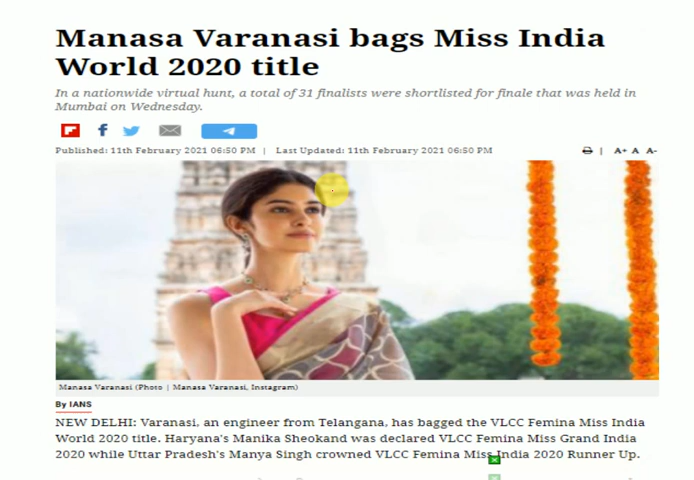 Manasa Varanasi bags Miss India
World 2020 title
In a nationwide virtual hunt, a total of 31 finalists were shortlisted for finale that was held in
Mumbai on Wednesday.
Published: 11th February 2021 06:50 PM | Last Updated: 11th February 2021 06:50 PM | A+ A A-
Manasa Varanasi (Photo | Manasa Varanasi, Instagram)
By IANS
NEW DELHI: Varanasi, an engineer from Telangana, has bagged the VLCC Femina Miss India
World 2020 title. Haryana's Manika Sheokand was declared VLCC Femina Miss Grand India
2020 while Uttar Pradesh's Manya Singh crowned VLCC Femina Miss India 2020 Runner Up.